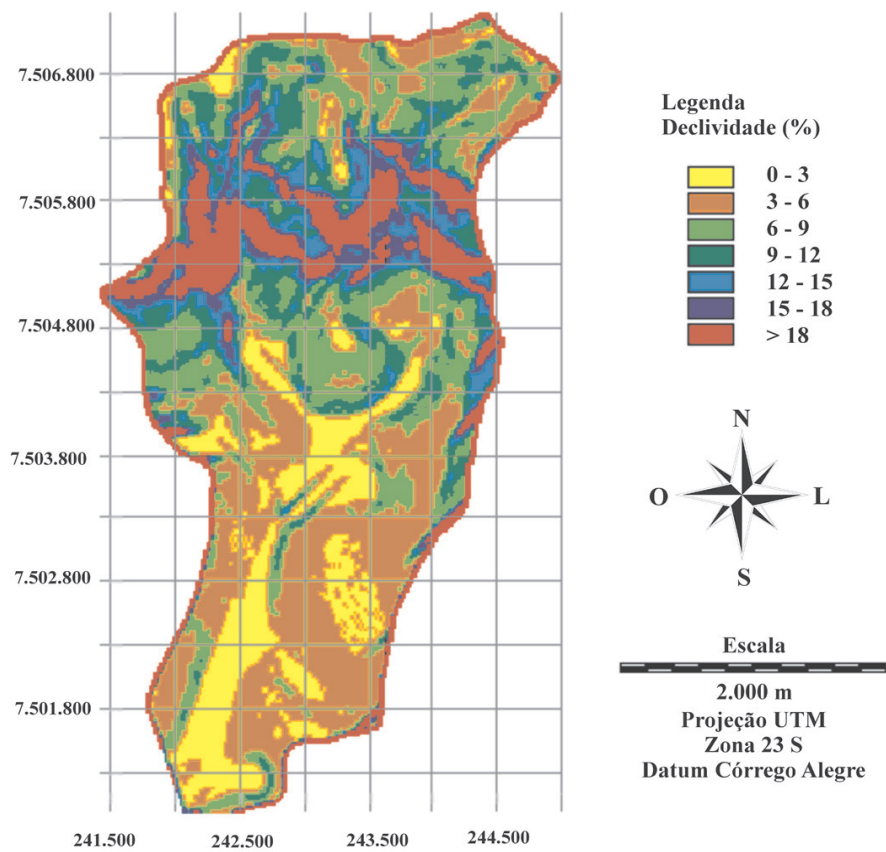 7.506.800
7.505.800
7.504.800
7.503.800
7.502.800
7.501.800
241.500 242.500 243.500 244.500
Legenda
Declividade (%)
0 - 3
3 - 6
6 - 9
9 - 12
12 - 15
15 - 18
> 18
N
O L
S
Escala
2.000 m
Projeção UTM
Zona 23 S
Datum Córrego Alegre